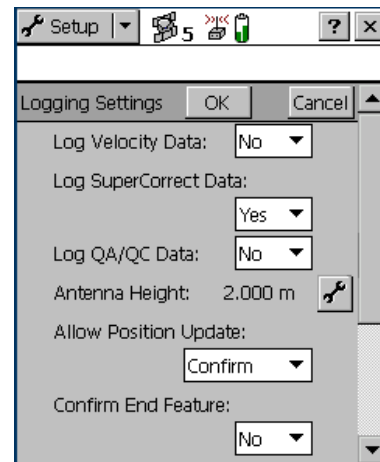 Setup 5 ? ×
Logging Settings OK Cancel
Log Velocity Data: No
Log SuperCorrect Data:
Yes
Log QA/QC Data: No
Antenna Height: 2.000 m
Allow Position Update:
Confirm
Confirm End Feature:
No